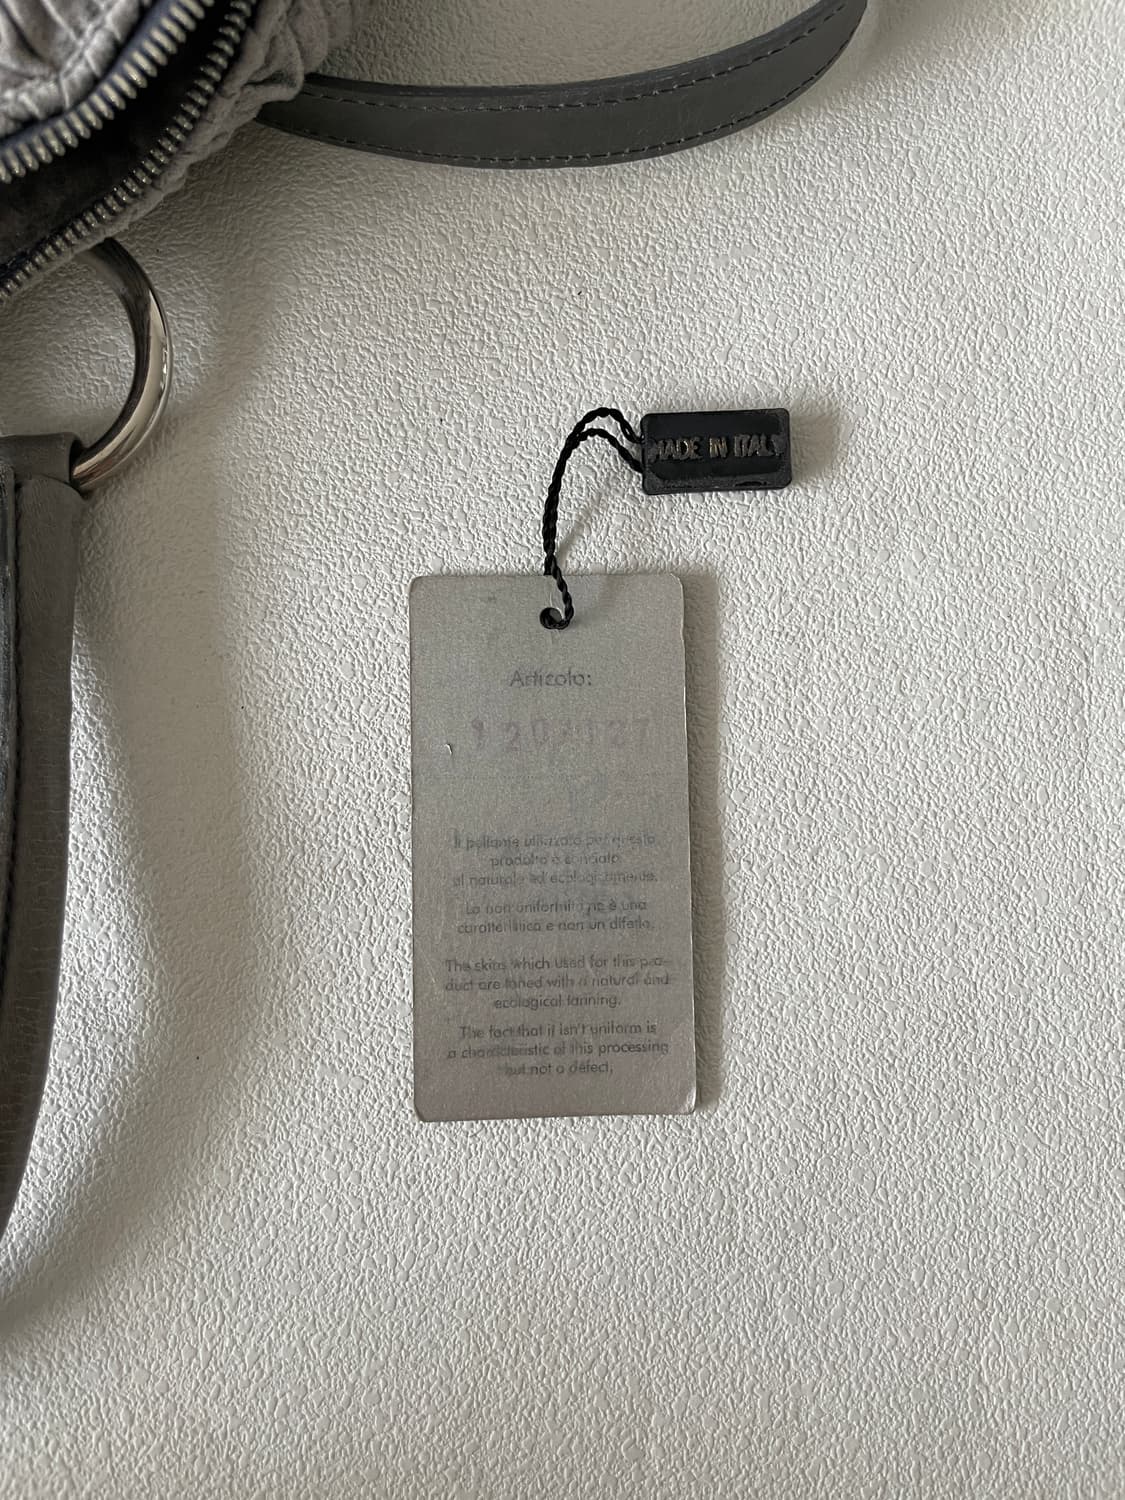 MADE IN ITALY
Articolo:
Il pellame utilizzato per questo
prodotto è conciato
al naturale ed ecologicamente.
La non uniformità ne è una
caratteristica e non un difetto.
The skins which used for this pro-
duct are taned with a natural and
ecological tanning.
The fact that it isn't uniform is
a characteristic of this processing
but not a defect.